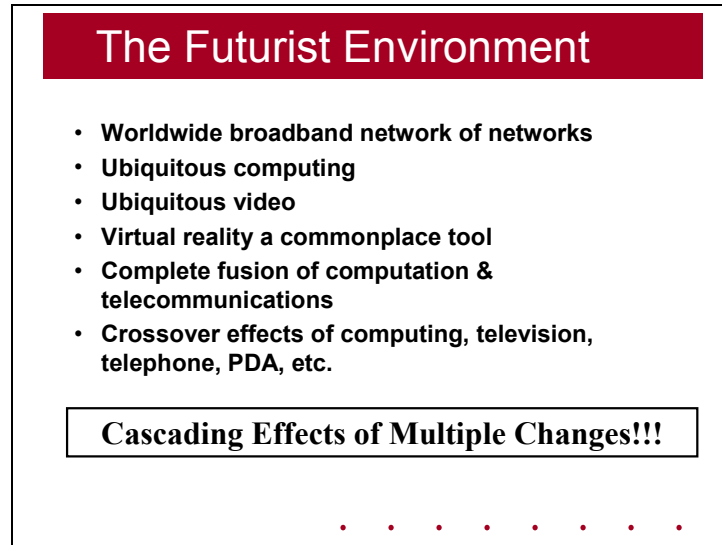 The Futurist Environment
• Worldwide broadband network of networks
• Ubiquitous computing
• Ubiquitous video
• Virtual reality a commonplace tool
• Complete fusion of computation &
telecommunications
• Crossover effects of computing, television,
telephone, PDA, etc.
Cascading Effects of Multiple Changes!!!